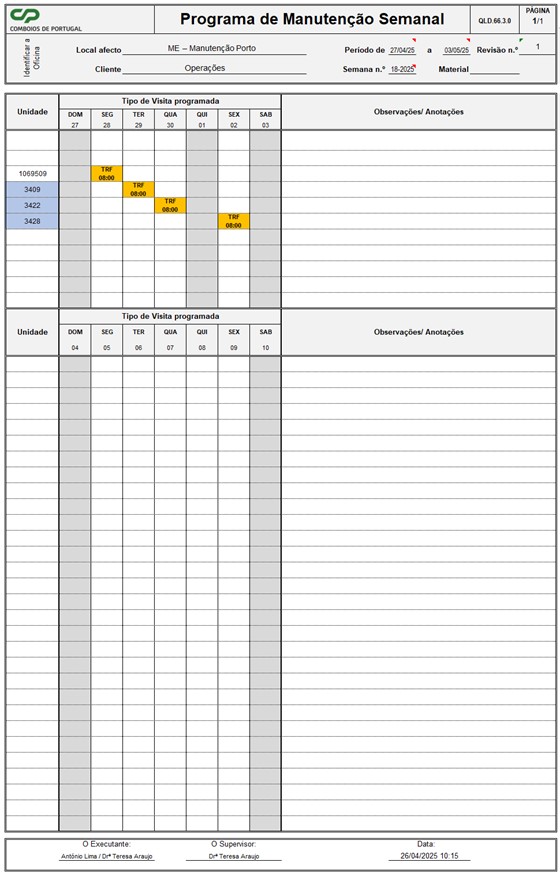 CP
COMBOIOS DE PORTUGAL
Programa de Manutenção Semanal
QLD.66.3.0
PÁGINA
1/1
Identificar a
Oficina
Local afecto ME – Manutenção Porto
Período de 27/04/25 a 03/05/25 Revisão n.º 1
Cliente Operações
Semana n.º 18-2025 Material
Unidade
Tipo de Visita programada
Observações/ Anotações
DOM SEG TER QUA QUI SEX SAB
27 28 29 30 01 02 03
1069509 TRF
08:00
3409 TRF
08:00
3422 TRF
08:00
3428 TRF
08:00
Unidade
Tipo de Visita programada
Observações/ Anotações
DOM SEG TER QUA QUI SEX SAB
04 05 06 07 08 09 10
O Executante: O Supervisor: Data:
António Lima / Drª Teresa Araujo Drª Teresa Araujo 26/04/2025 10:15